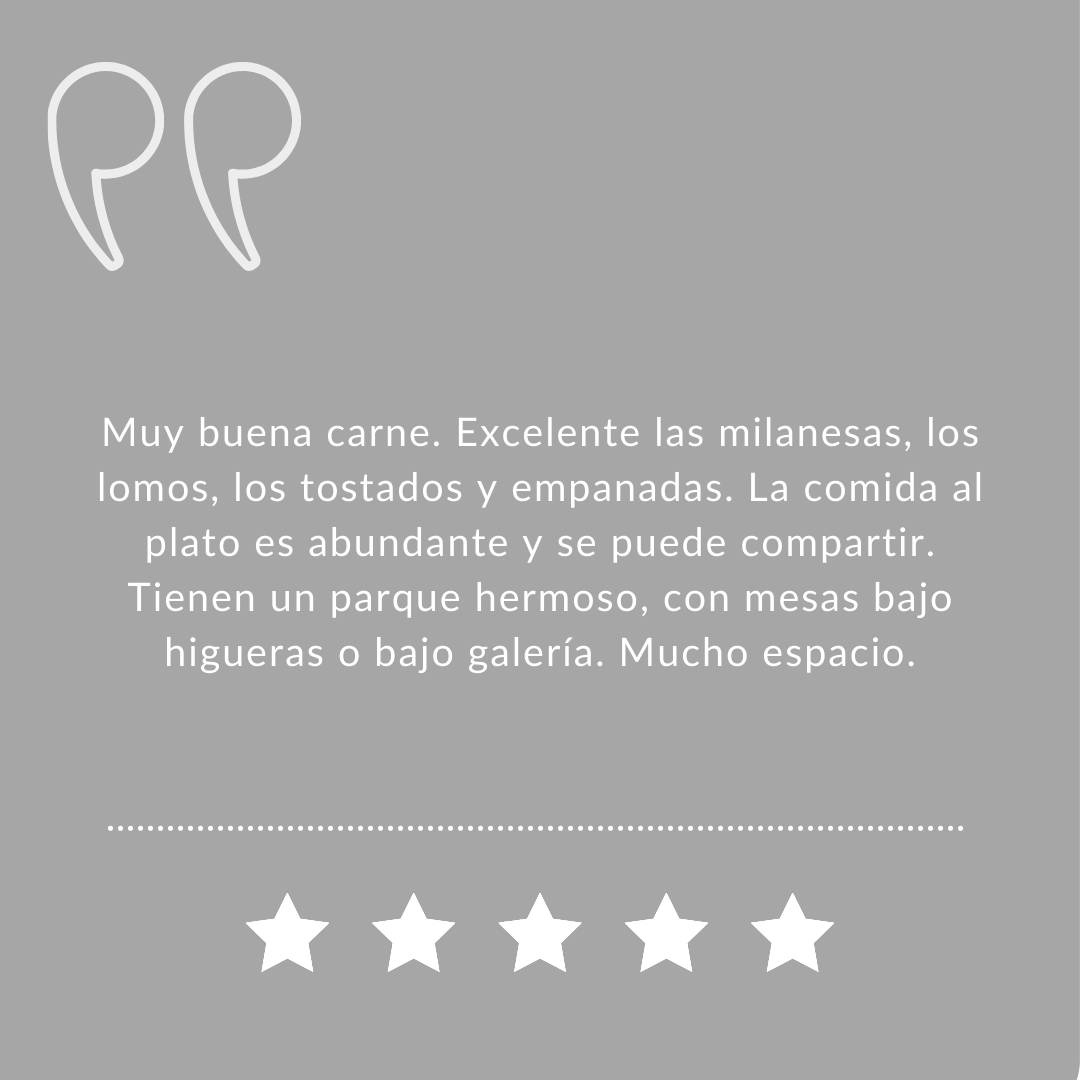 Muy buena carne. Excelente las milanesas, los
lomos, los tostados y empanadas. La comida al
plato es abundante y se puede compartir.
Tienen un parque hermoso, con mesas bajo
higueras o bajo galería. Mucho espacio.